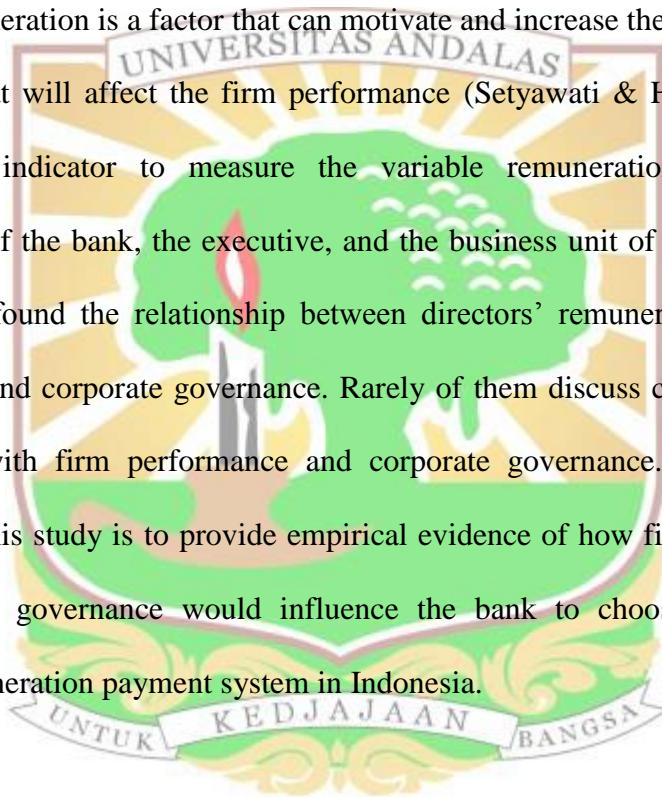 eration is a factor that can motivate and increase the
UNIVERSITAS ANDALAS
t will affect the firm performance (Setyawati & H
indicator to measure the variable remuneratio
f the bank, the executive, and the business unit of
found the relationship between directors’ remuner
nd corporate governance. Rarely of them discuss c
with firm performance and corporate governance.
is study is to provide empirical evidence of how fi
governance would influence the bank to choos
neration payment system in Indonesia.
UNTUK KEDJAJAAN BANGSA